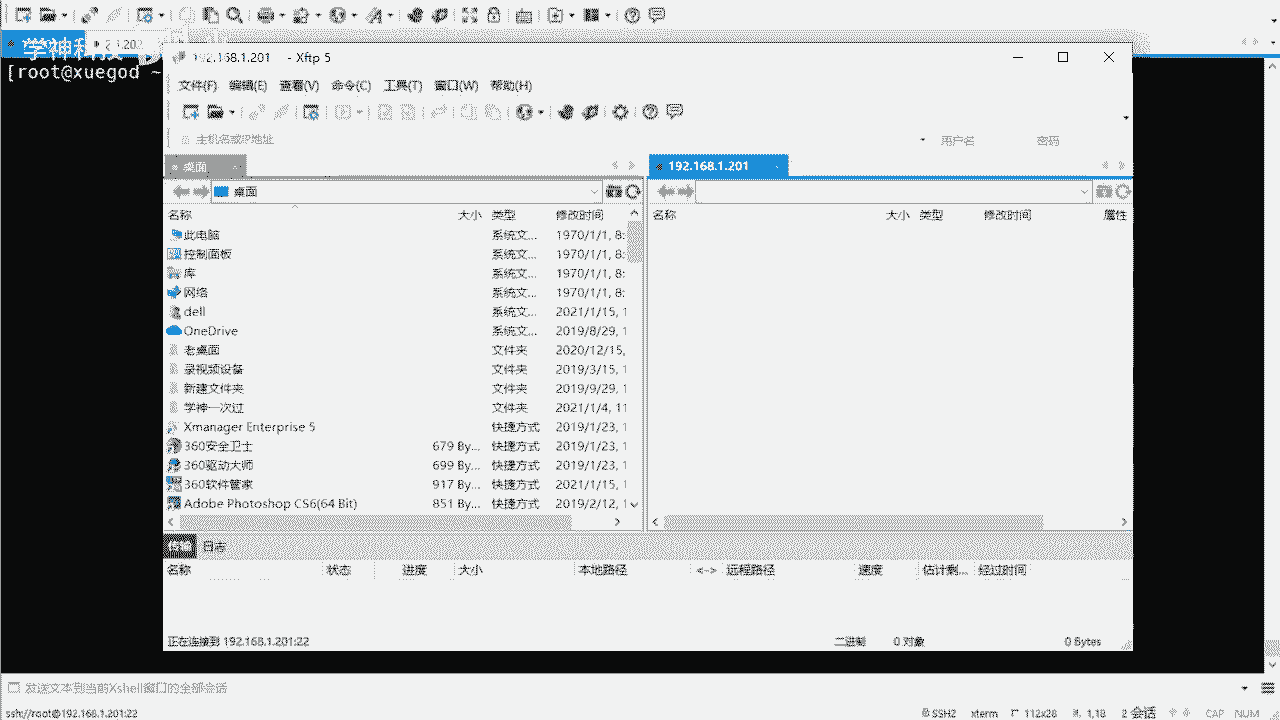 学神科
1.202
[root@xuegod ~
192.168.1.201 - Xftp 5
文件(F) 编辑(E) 查看(V) 命令(C) 工具(T) 窗口(W) 帮助(H)
主机名或IP地址 用户名 密码
桌面 192.168.1.201
桌面
名称 大小 类型 修改时间 名称 大小 类型 修改时间 属性
此电脑 系统文... 1970/1/1, 8:
控制面板 系统文... 1970/1/1, 8:
库 系统文... 1970/1/1, 8:
网络 系统文... 1970/1/1, 8:
dell 系统文... 2021/1/15, 1
OneDrive 系统文... 2019/8/29, 1
老桌面 文件夹 2020/12/15,
录视频设备 文件夹 2019/3/15, 1
新建文件夹 文件夹 2019/9/29, 1
学神一次过 文件夹 2021/1/4, 11
Xmanager Enterprise 5 快捷方式 2019/1/23, 1
360安全卫士 679 By... 快捷方式 2019/1/23, 1
360驱动大师 699 By... 快捷方式 2019/1/23, 1
360软件管家 917 By... 快捷方式 2021/1/15, 1
Adobe Photoshop CS6(64 Bit) 851 By... 快捷方式 2019/2/12, 1
传输 日志
名称 状态 进度 大小 本地路径 <-> 远程路径 速度 估计剩... 经过时间
正在连接到 192.168.1.201:22 二进制 0 对象 0 Bytes
发送文本到当前Xshell窗口的全部会话
ssh://root@192.168.1.201:22 SSH2 xterm 112x28 1,18 2 会话 CAP NUM